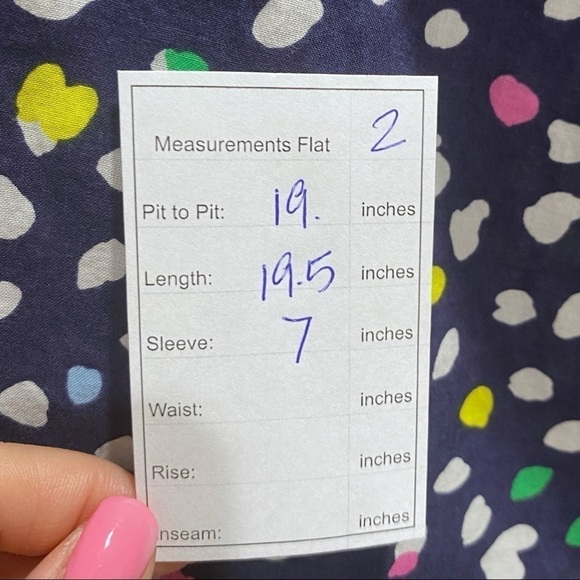 Measurements Flat 2
Pit to Pit: 19. inches
Length: 19.5 inches
Sleeve: 7 inches
Waist: inches
Rise: inches
nseam: inches